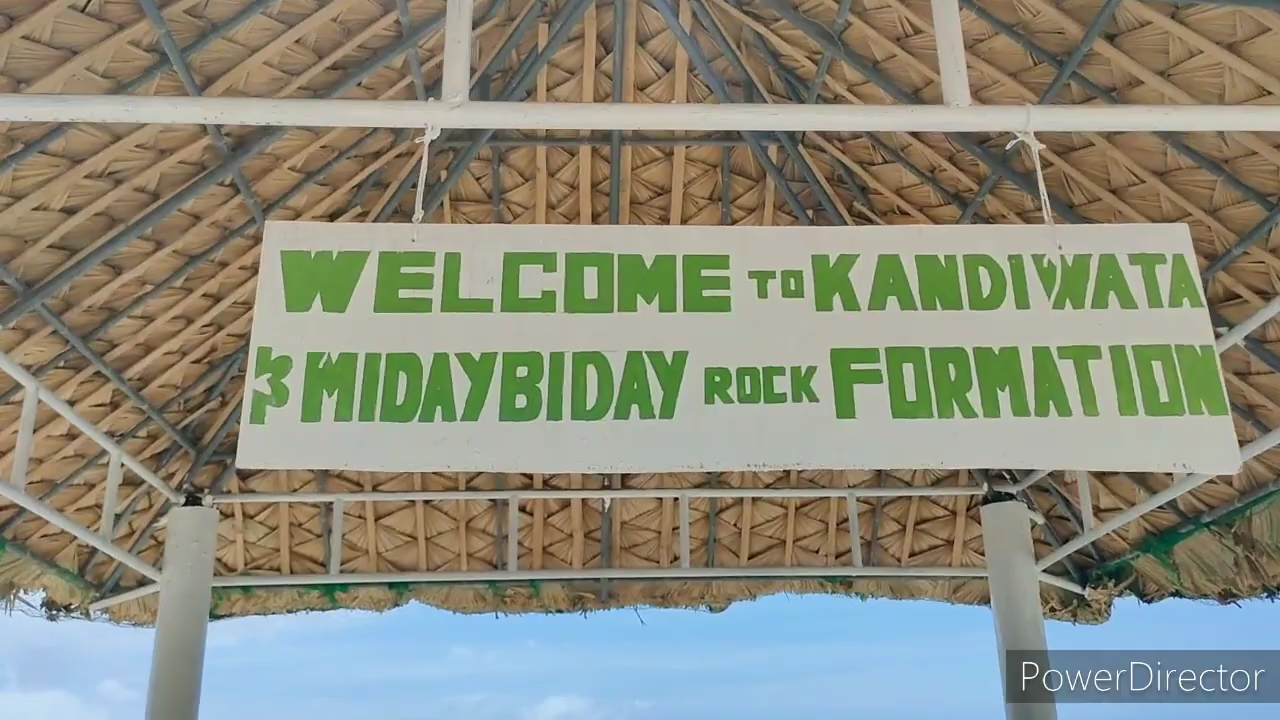 WELCOME TO KANDIWATA
& MIDAYBIDAY ROCK FORMATION
PowerDirector